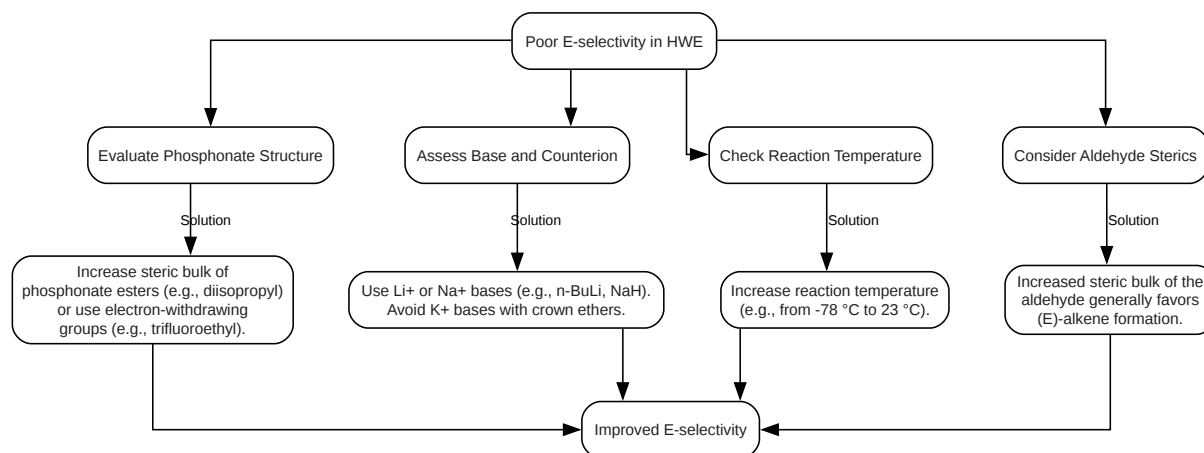 Poor E-selectivity in HWE
Evaluate Phosphonate Structure
Assess Base and Counterion
Check Reaction Temperature
Consider Aldehyde Sterics
Solution
Solution
Solution
Solution
Increase steric bulk of
phosphonate esters (e.g., diisopropyl)
or use electron-withdrawing
groups (e.g., trifluoroethyl).
Use Li+ or Na+ bases (e.g., n-BuLi, NaH).
Avoid K+ bases with crown ethers.
Increase reaction temperature
(e.g., from -78 °C to 23 °C).
Increased steric bulk of the
aldehyde generally favors
(E)-alkene formation.
Improved E-selectivity